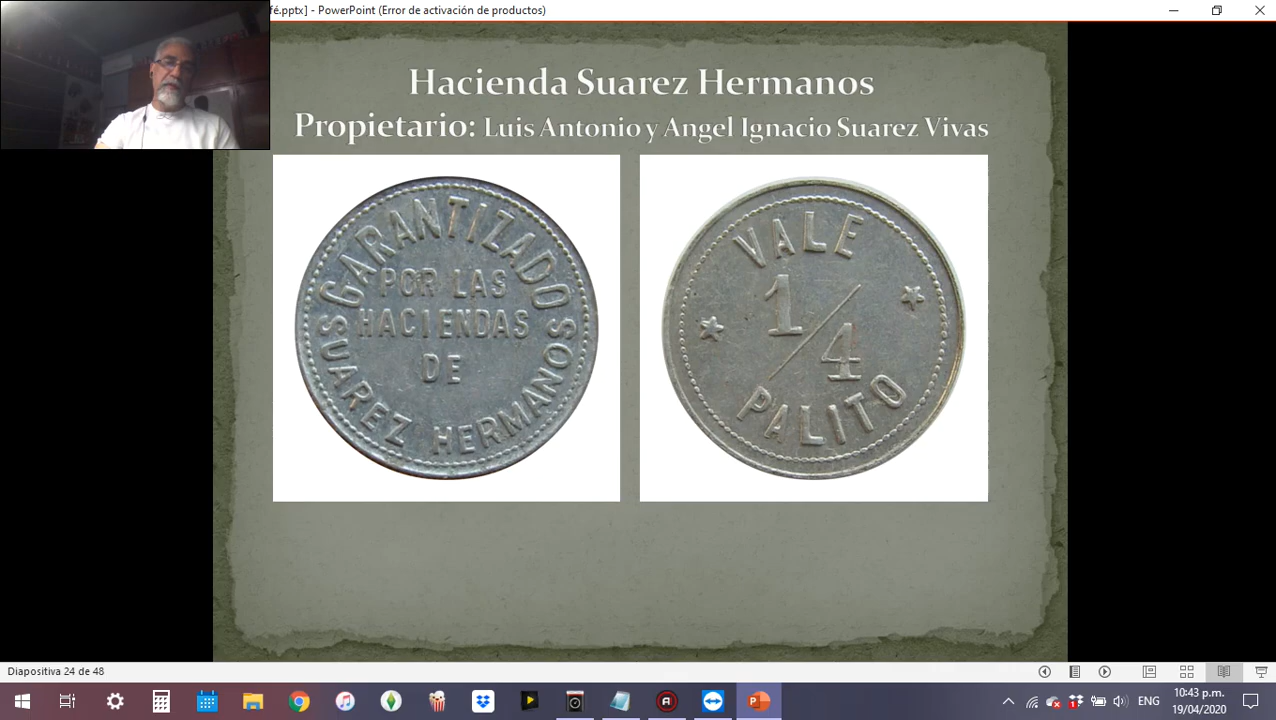 fé.pptx] - PowerPoint (Error de activación de productos)
Hacienda Suarez Hermanos
Propietario: Luis Antonio y Angel Ignacio Suarez Vivas
GARANTIZADO
POR LAS
HACIENDAS
DE
SUAREZ HERMANOS
VALE
1/4
PALITO
Diapositiva 24 de 48
ENG
10:43 p.m.
19/04/2020